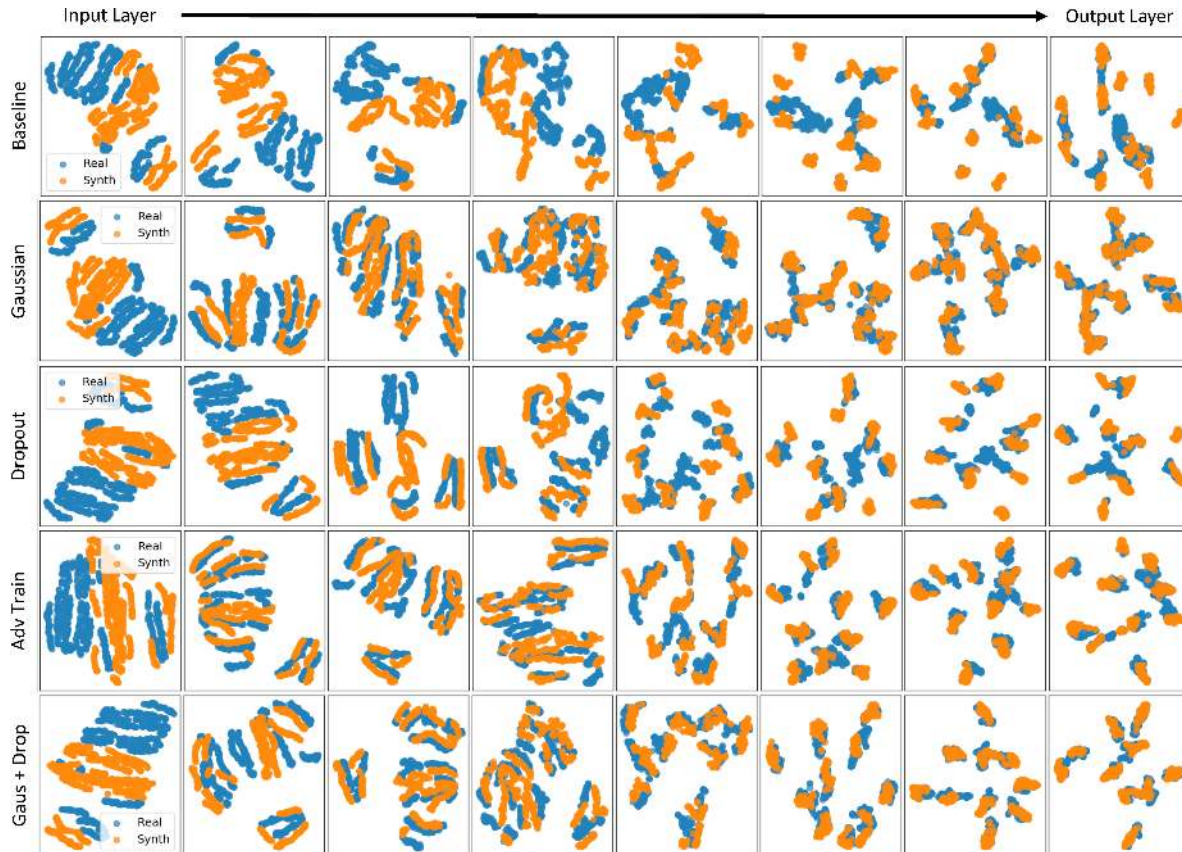 Input Layer
Output Layer
Baseline
Real
Synth
Gaussian
Real
Synth
Dropout
Real
Synth
Adv Train
Real
Synth
Gaus + Drop
Real
Synth